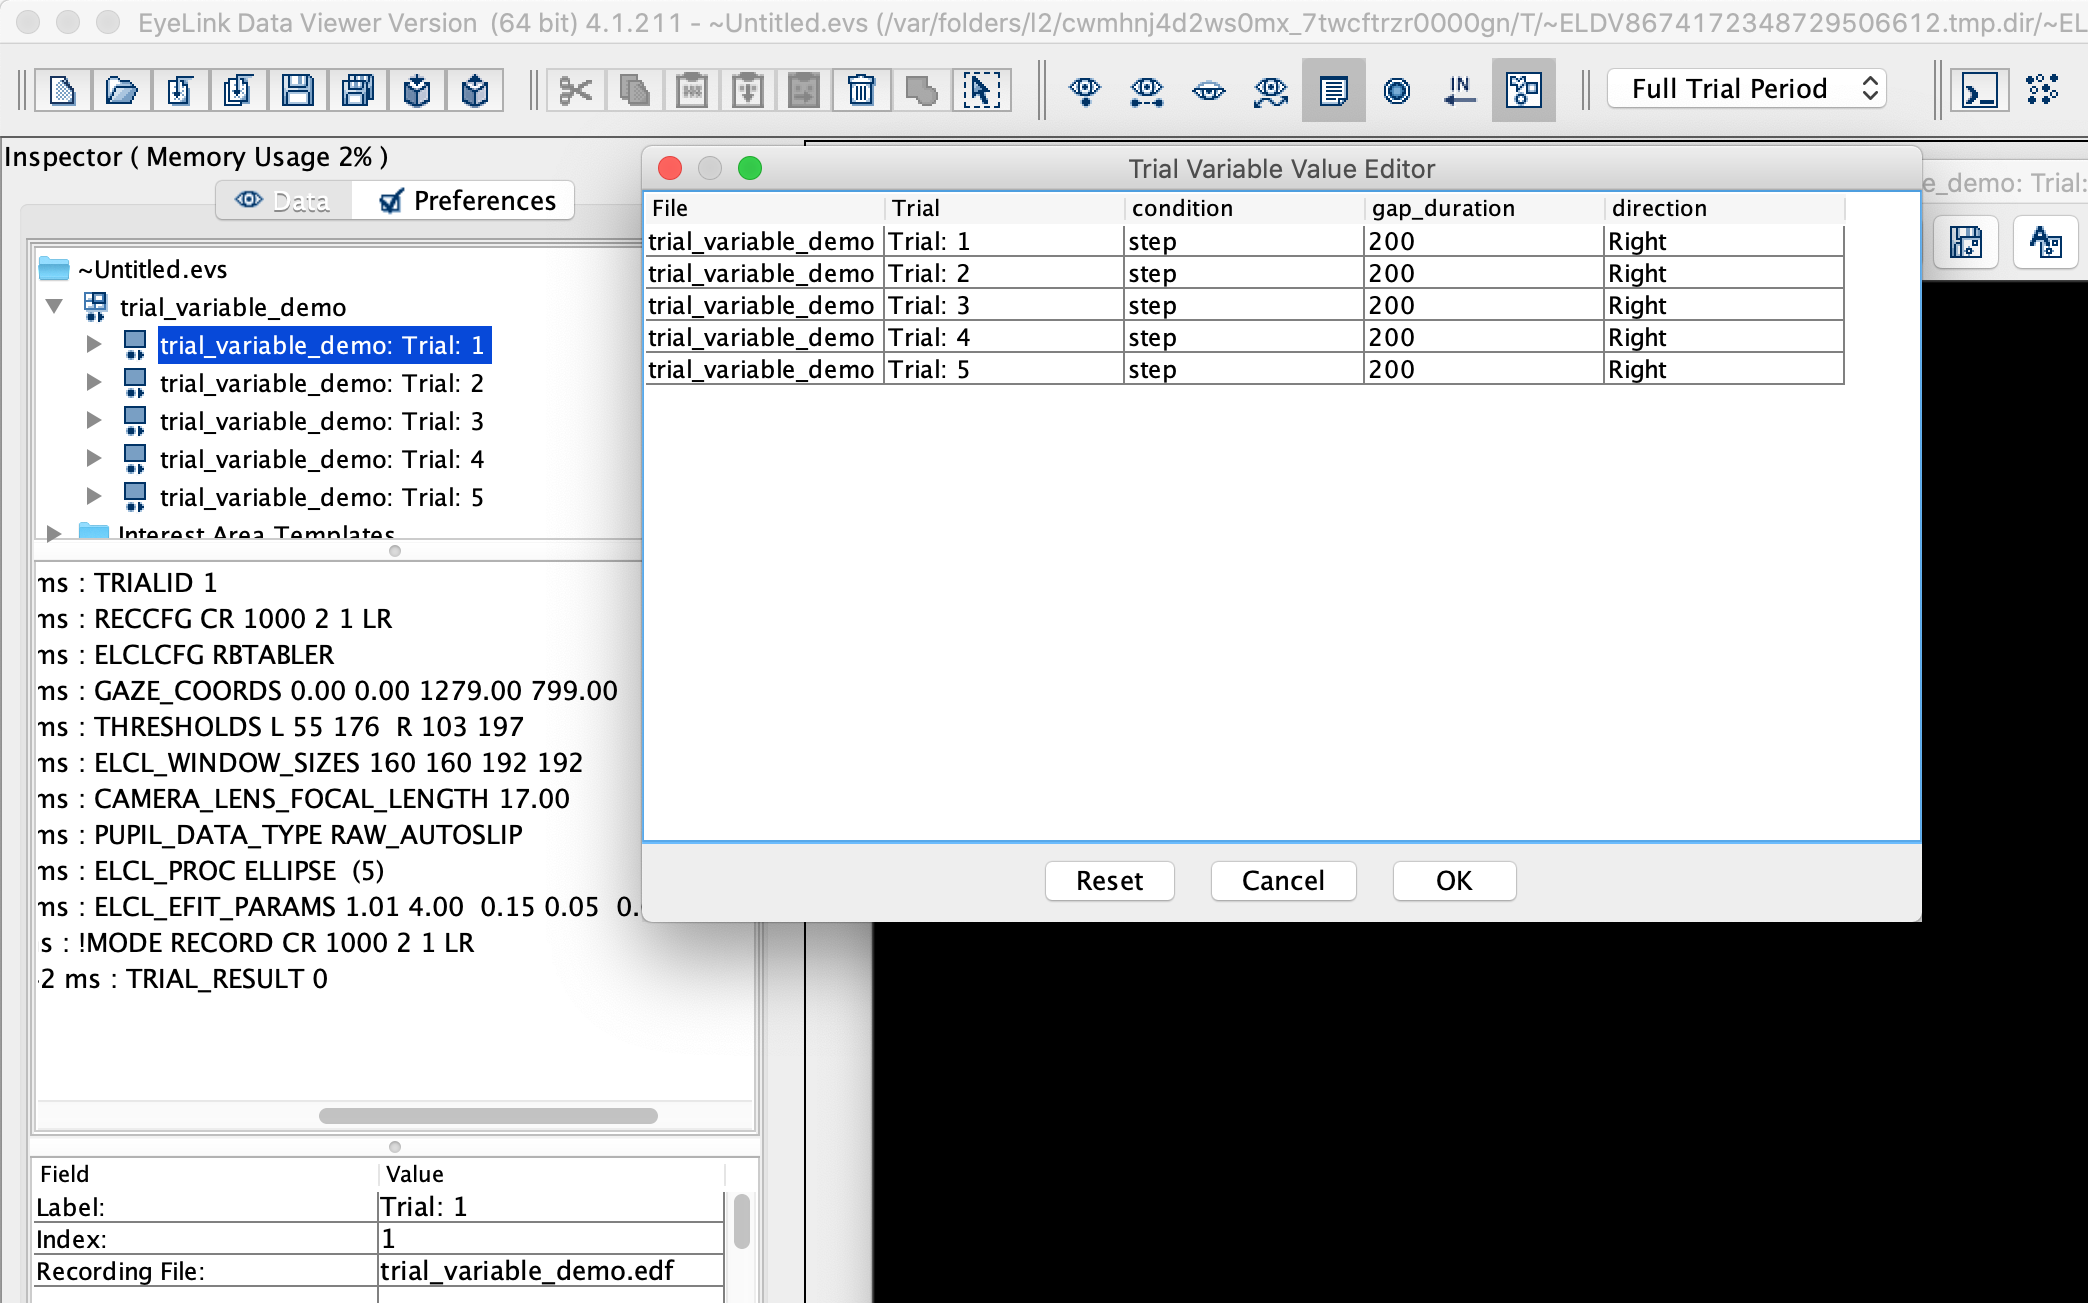 EyeLink Data Viewer Version  (64 bit) 4.1.211 - ~Untitled.evs (/var/folders/l2/cwmhnj4d2ws0mx_7twcftrzr0000gn/T/~ELDV8674172348729506612.tmp.dir/~EL
IN
Full Trial Period
Inspector ( Memory Usage 2% )
Data
Preferences
~Untitled.evs
trial_variable_demo
trial_variable_demo: Trial: 1
trial_variable_demo: Trial: 2
trial_variable_demo: Trial: 3
trial_variable_demo: Trial: 4
trial_variable_demo: Trial: 5
Interest Area Templates
ms : TRIALID 1
ms : RECCFG CR 1000 2 1 LR
ms : ELCLCFG RBTABLER
ms : GAZE_COORDS 0.00 0.00 1279.00 799.00
ms : THRESHOLDS L 55 176  R 103 197
ms : ELCL_WINDOW_SIZES 160 160 192 192
ms : CAMERA_LENS_FOCAL_LENGTH 17.00
ms : PUPIL_DATA_TYPE RAW_AUTOSLIP
ms : ELCL_PROC ELLIPSE  (5)
ms : ELCL_EFIT_PARAMS 1.01 4.00  0.15 0.05  0.
s : !MODE RECORD CR 1000 2 1 LR
2 ms : TRIAL_RESULT 0
Field Value
Label: Trial: 1
Index: 1
Recording File: trial_variable_demo.edf
Trial Variable Value Editor
File Trial condition gap_duration direction
trial_variable_demo Trial: 1 step 200 Right
trial_variable_demo Trial: 2 step 200 Right
trial_variable_demo Trial: 3 step 200 Right
trial_variable_demo Trial: 4 step 200 Right
trial_variable_demo Trial: 5 step 200 Right
Reset Cancel OK
e_demo: Trial: